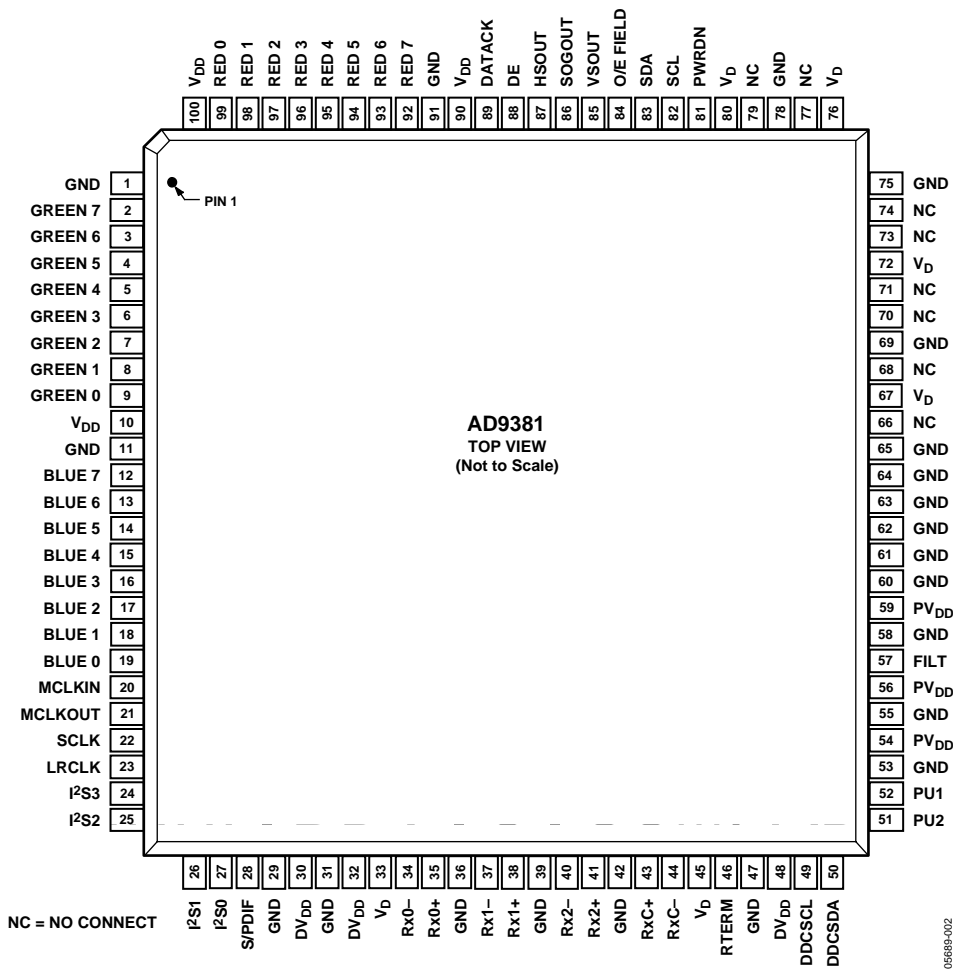 VDD RED 0 RED 1 RED 2 RED 3 RED 4 RED 5 RED 6 RED 7 GND VDD DATACK DE HSOUT SOGOUT VSOUT O/E FIELD SDA SCL PWRDN VD NC GND NC VD
100 99 98 97 96 95 94 93 92 91 90 89 88 87 86 85 84 83 82 81 80 79 78 77 76
GND 1
GREEN 7 2
GREEN 6 3
GREEN 5 4
GREEN 4 5
GREEN 3 6
GREEN 2 7
GREEN 1 8
GREEN 0 9
VDD 10
GND 11
BLUE 7 12
BLUE 6 13
BLUE 5 14
BLUE 4 15
BLUE 3 16
BLUE 2 17
BLUE 1 18
BLUE 0 19
MCLKIN 20
MCLKOUT 21
SCLK 22
LRCLK 23
I2S3 24
I2S2 25
PIN 1
AD9381
TOP VIEW
(Not to Scale)
75 GND
74 NC
73 NC
72 VD
71 NC
70 NC
69 GND
68 NC
67 VD
66 NC
65 GND
64 GND
63 GND
62 GND
61 GND
60 GND
59 PVDD
58 GND
57 FILT
56 PVDD
55 GND
54 PVDD
53 GND
52 PU1
51 PU2
26 27 28 29 30 31 32 33 34 35 36 37 38 39 40 41 42 43 44 45 46 47 48 49 50
I2S1 I2S0 S/PDIF GND DVDD GND DVDD VD Rx0– Rx0+ GND Rx1– Rx1+ GND Rx2– Rx2+ GND RxC+ RxC– VD RTERM GND DVDD DDCSCL DDCSDA
NC = NO CONNECT
05689-002